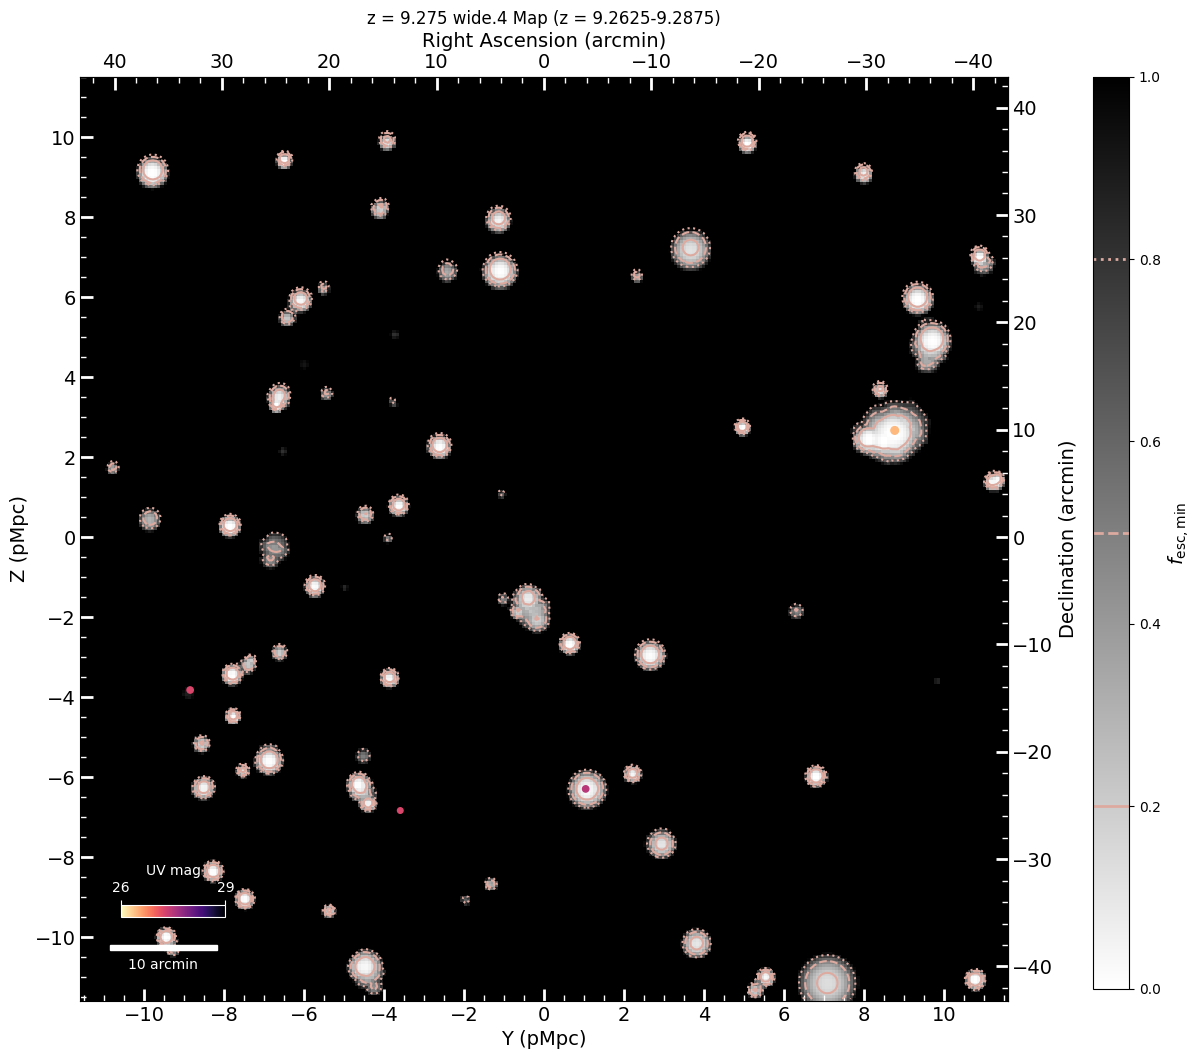 z = 9.275 wide.4 Map (z = 9.2625-9.2875)
Right Ascension (arcmin)
40 30 20 10 0 −10 −20 −30 −40
10
8
6
4
2
0
−2
−4
−6
−8
−10
Z (pMpc)
40
30
20
10
0
−10
−20
−30
−40
Declination (arcmin)
1.0
0.8
0.6
0.4
0.2
0.0
fesc,min
UV mag
26 29
10 arcmin
−10 −8 −6 −4 −2 0 2 4 6 8 10
Y (pMpc)